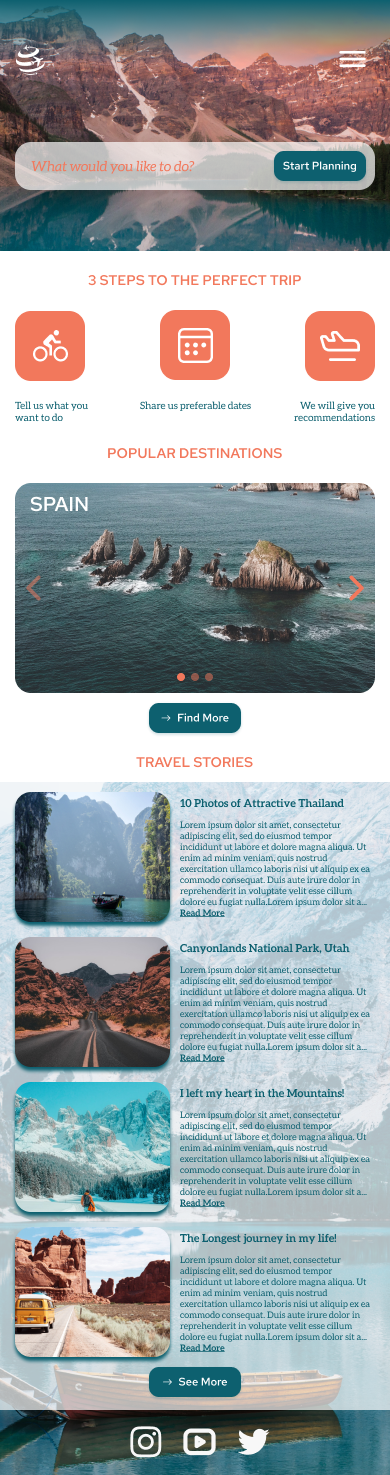 What would you like to do?
Start Planning
3 STEPS TO THE PERFECT TRIP
Tell us what you
want to do
Share us preferable dates
We will give you
recommendations
POPULAR DESTINATIONS
SPAIN
→ Find More
TRAVEL STORIES
10 Photos of Attractive Thailand
Lorem ipsum dolor sit amet, consectetur
adipiscing elit, sed do eiusmod tempor
incididunt ut labore et dolore magna aliqua. Ut
enim ad minim veniam, quis nostrud
exercitation ullamco laboris nisi ut aliquip ex ea
commodo consequat. Duis aute irure dolor in
reprehenderit in voluptate velit esse cillum
dolore eu fugiat nulla.Lorem ipsum dolor sit a...
Read More
Canyonlands National Park, Utah
Lorem ipsum dolor sit amet, consectetur
adipiscing elit, sed do eiusmod tempor
incididunt ut labore et dolore magna aliqua. Ut
enim ad minim veniam, quis nostrud
exercitation ullamco laboris nisi ut aliquip ex ea
commodo consequat. Duis aute irure dolor in
reprehenderit in voluptate velit esse cillum
dolore eu fugiat nulla.Lorem ipsum dolor sit a...
Read More
I left my heart in the Mountains!
Lorem ipsum dolor sit amet, consectetur
adipiscing elit, sed do eiusmod tempor
incididunt ut labore et dolore magna aliqua. Ut
enim ad minim veniam, quis nostrud
exercitation ullamco laboris nisi ut aliquip ex ea
commodo consequat. Duis aute irure dolor in
reprehenderit in voluptate velit esse cillum
dolore eu fugiat nulla.Lorem ipsum dolor sit a...
Read More
The Longest journey in my life!
Lorem ipsum dolor sit amet, consectetur
adipiscing elit, sed do eiusmod tempor
incididunt ut labore et dolore magna aliqua. Ut
enim ad minim veniam, quis nostrud
exercitation ullamco laboris nisi ut aliquip ex ea
commodo consequat. Duis aute irure dolor in
reprehenderit in voluptate velit esse cillum
dolore eu fugiat nulla.Lorem ipsum dolor sit a...
Read More
→ See More